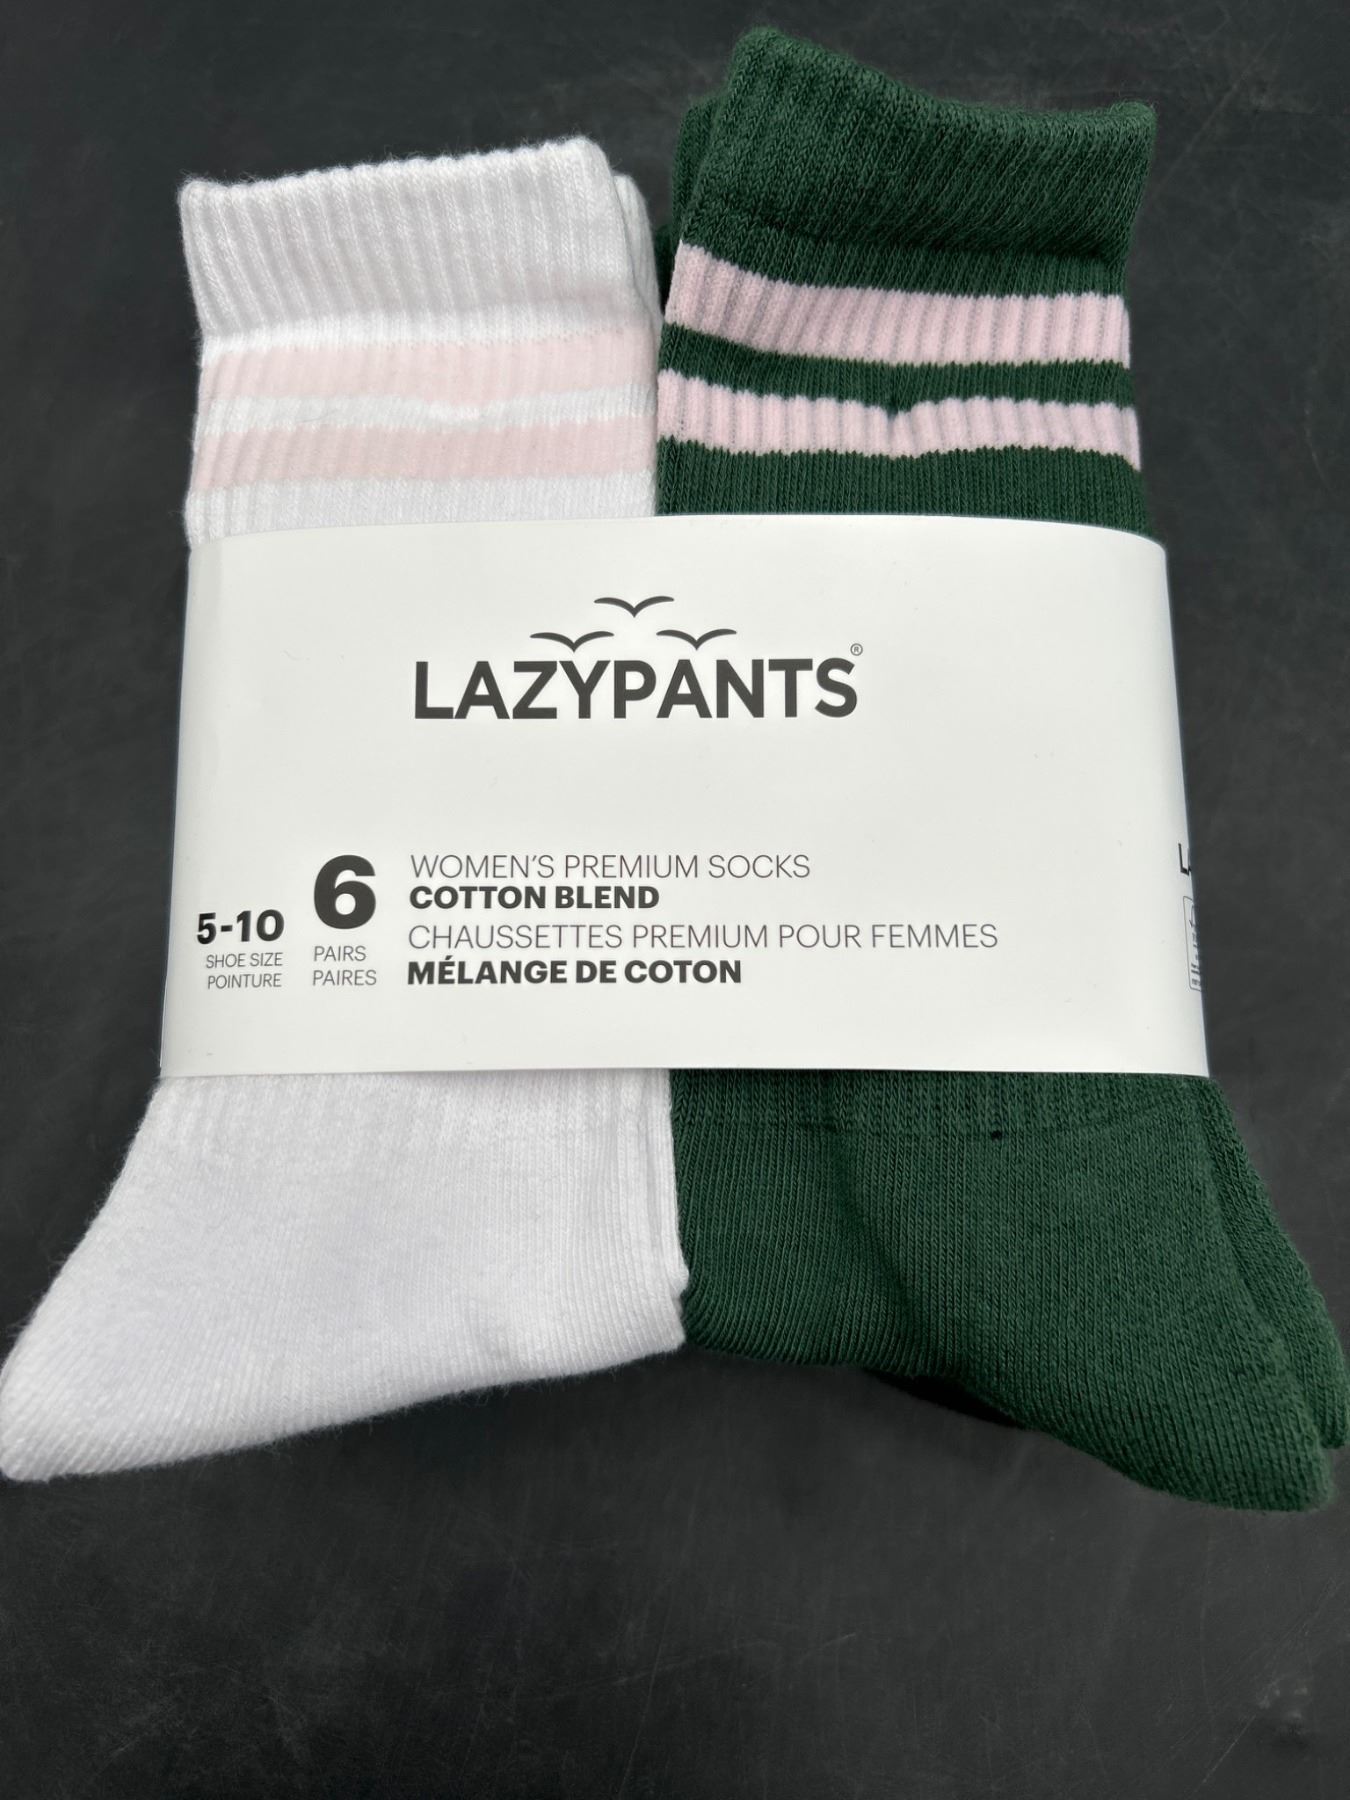 LAZYPANTS®
5-10
SHOE SIZE
POINTURE
6
PAIRS
PAIRES
WOMEN'S PREMIUM SOCKS
COTTON BLEND
CHAUSSETTES PREMIUM POUR FEMMES
MÉLANGE DE COTON